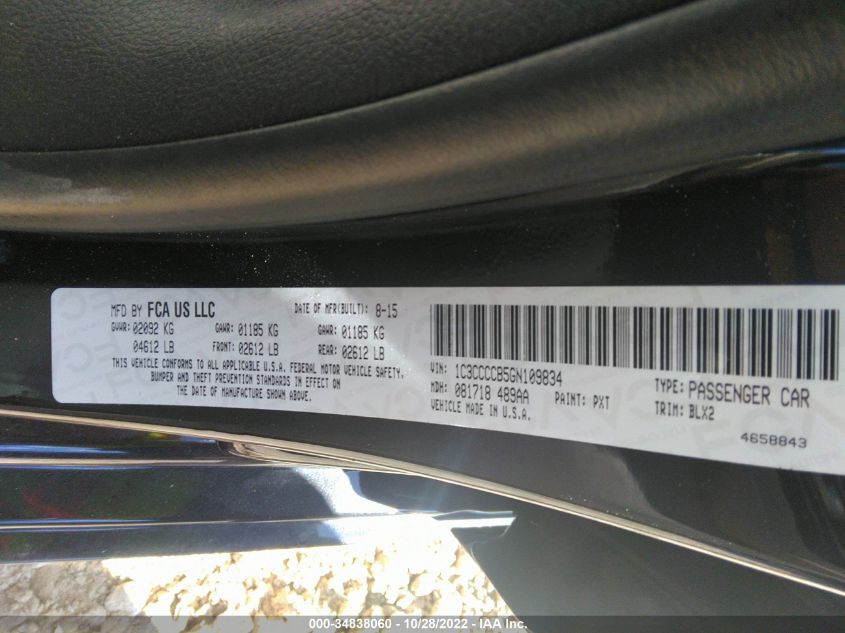 MFD BY FCA US LLC DATE OF MFR(BUILT): 8-15
GVWR: 02092 KG GAWR: 01185 KG GAWR: 01185 KG
04612 LB FRONT: 02612 LB REAR: 02612 LB
THIS VEHICLE CONFORMS TO ALL APPLICABLE U.S.A. FEDERAL MOTOR VEHICLE SAFETY,
BUMPER AND THEFT PREVENTION STANDARDS IN EFFECT ON
THE DATE OF MANUFACTURE SHOWN ABOVE.
VIN: 1C3CCCCB5GN109834 TYPE: PASSENGER CAR
MDH: 081718 489AA PAINT: PXT TRIM: BLX2
VEHICLE MADE IN U.S.A.
4658843
000-34838060 - 10/28/2022 - IAA Inc.